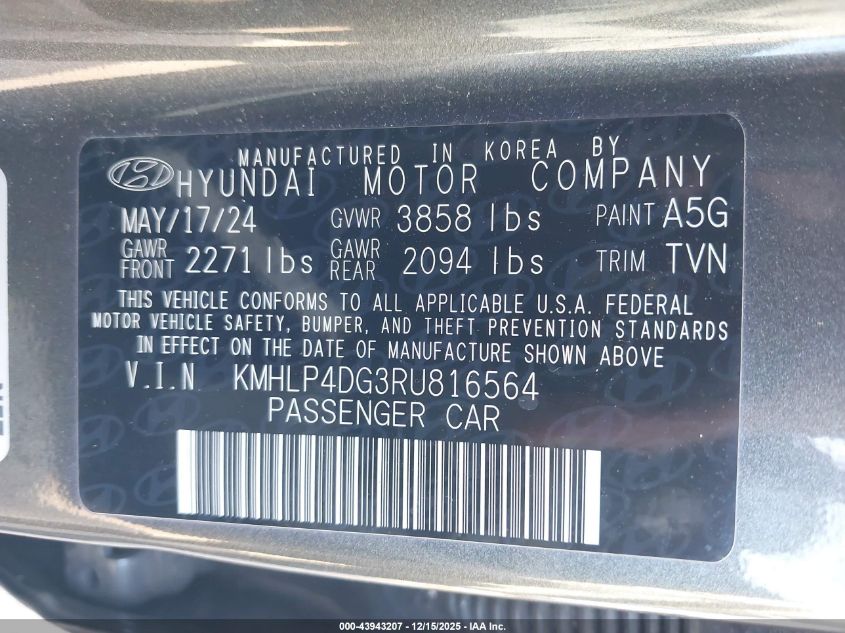 MANUFACTURED IN KOREA BY
HYUNDAI MOTOR COMPANY
MAY/17/24 GVWR 3858 lbs PAINT A5G
GAWR FRONT 2271 lbs GAWR REAR 2094 lbs TRIM TVN
THIS VEHICLE CONFORMS TO ALL APPLICABLE U.S.A. FEDERAL
MOTOR VEHICLE SAFETY, BUMPER, AND THEFT PREVENTION STANDARDS
IN EFFECT ON THE DATE OF MANUFACTURE SHOWN ABOVE
V.I.N KMHLP4DG3RU816564
PASSENGER CAR
000-43943207 - 12/15/2025 - IAA Inc.